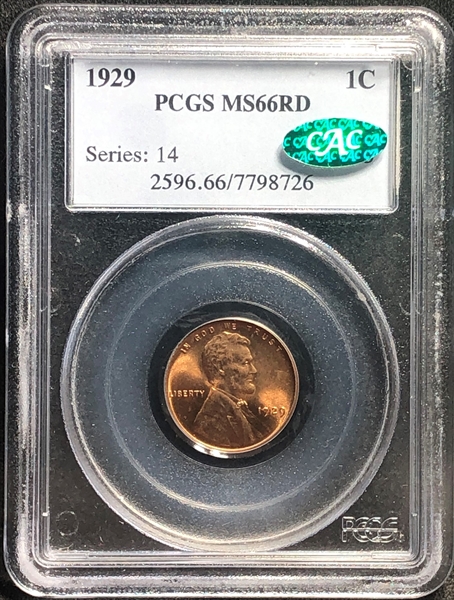 1929 1C
PCGS MS66RD
CAC
Series: 14
2596.66/7798726
IN GOD WE TRUST
LIBERTY
1929
PCGS